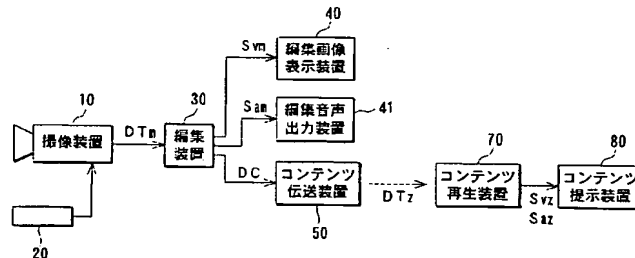 40
Svm
編集画像
表示装置
10
30
撮像装置
DTm
編集
装置
Sam
編集音声
出力装置
41
DC
コンテンツ
伝送装置
50
DTz
70
コンテンツ
再生装置
Svz
Saz
80
コンテンツ
提示装置
20